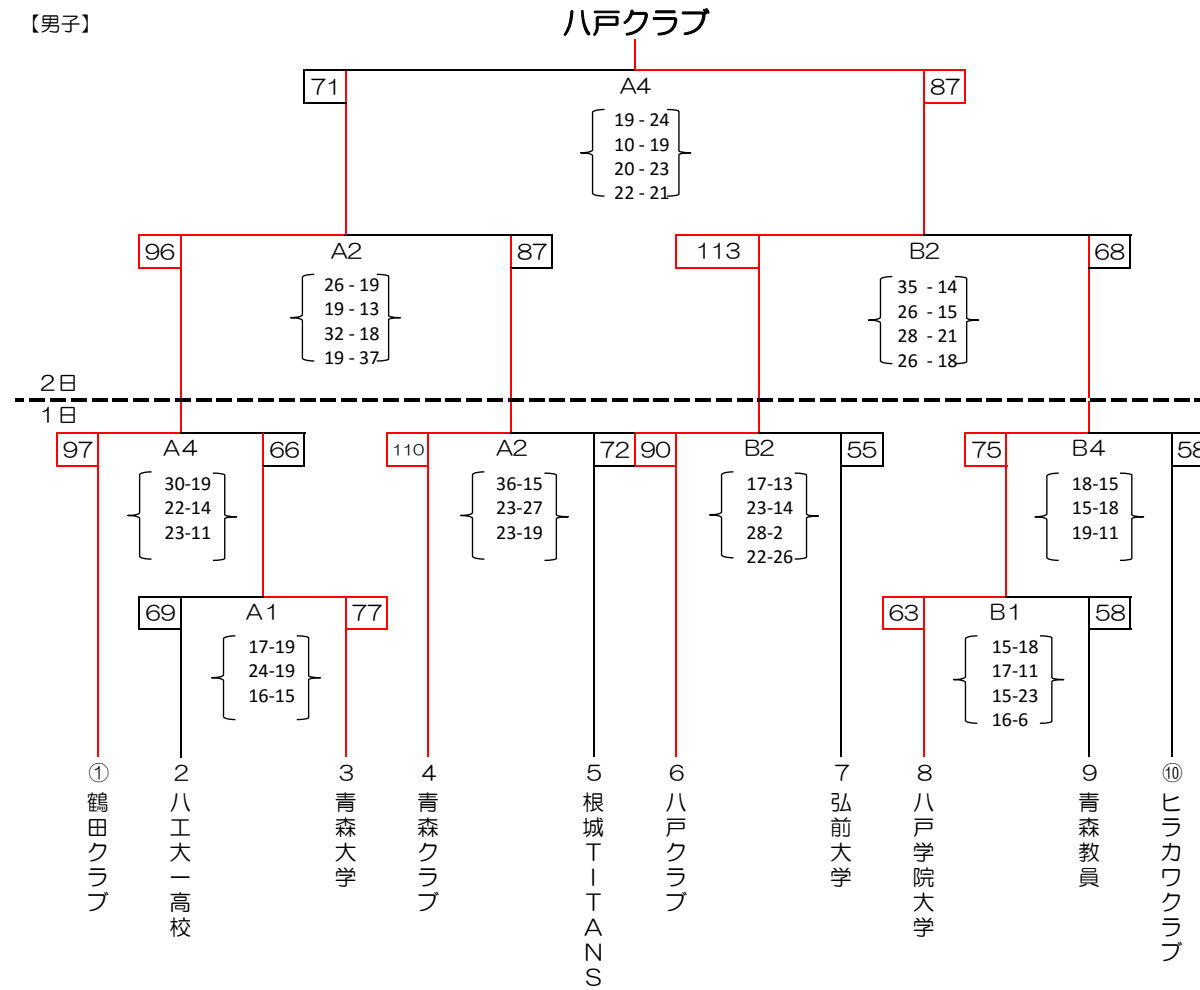 【男子】
八戸クラブ
71
A4
87
19 - 24
10 - 19
20 - 23
22 - 21
96
A2
87
113
B2
68
26 - 19
19 - 13
32 - 18
19 - 37
35 - 14
26 - 15
28 - 21
26 - 18
2日
1日
97
A4
66
110
A2
72
90
B2
55
75
B4
58
30-19
22-14
23-11
36-15
23-27
23-19
17-13
23-14
28-2
22-26
18-15
15-18
19-11
69
A1
77
63
B1
58
17-19
24-19
16-15
15-18
17-11
15-23
16-6
① 鶴田クラブ
2 八工大一高校
3 青森大学
4 青森クラブ
5 根城TITANS
6 八戸クラブ
7 弘前大学
8 八戸学院大学
9 青森教員
⑩ ヒラカワクラブ